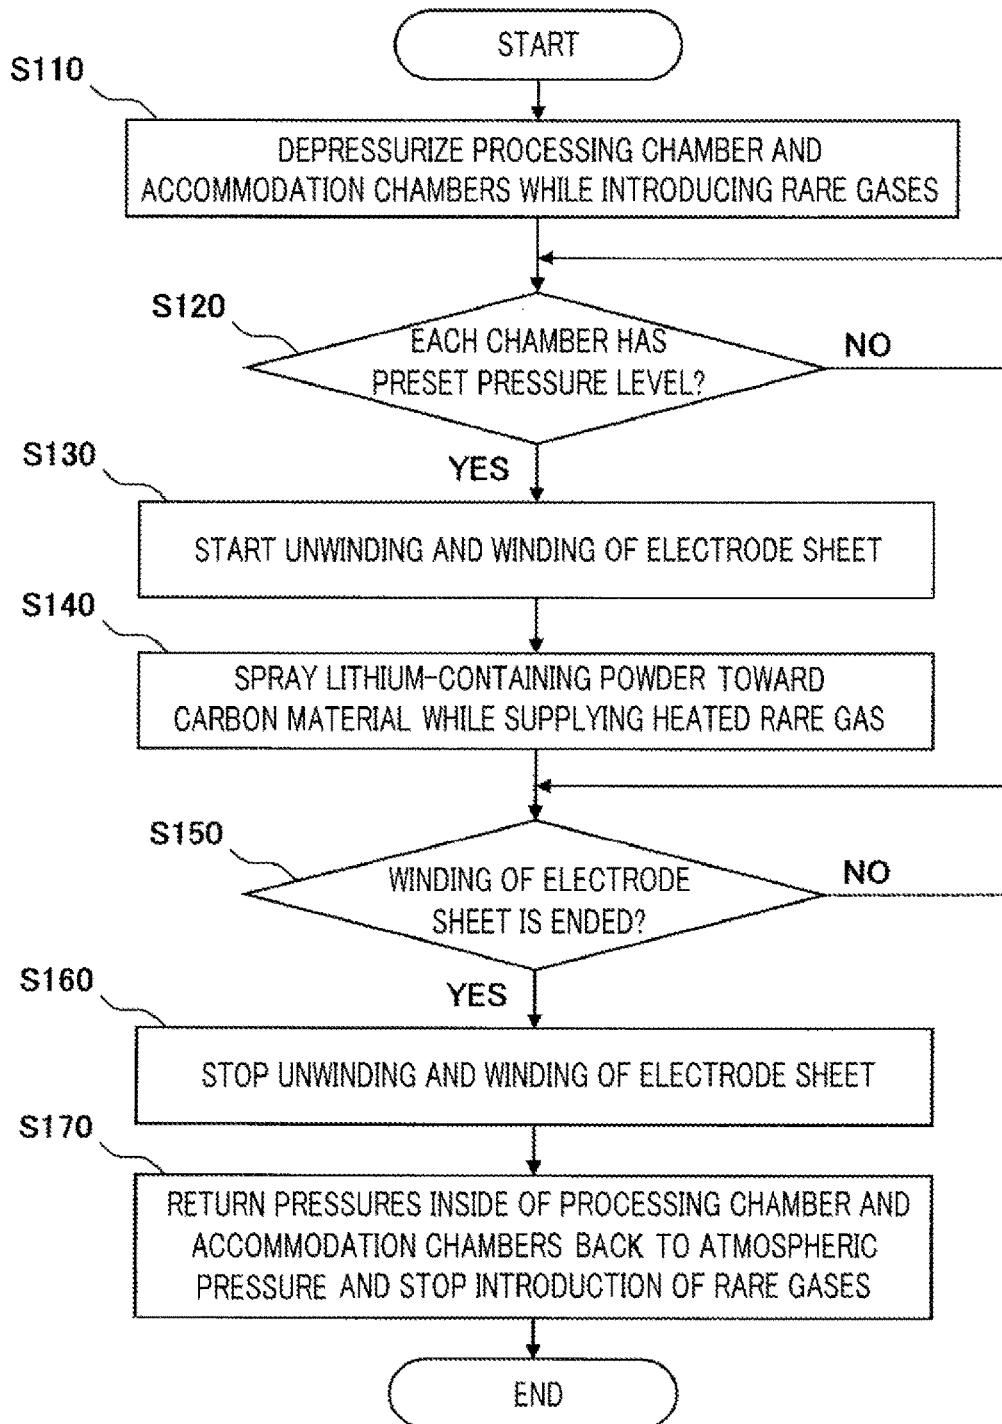 START
S110
DEPRESSURIZE PROCESSING CHAMBER AND
ACCOMMODATION CHAMBERS WHILE INTRODUCING RARE GASES
S120
EACH CHAMBER HAS
PRESET PRESSURE LEVEL?
NO
YES
S130
START UNWINDING AND WINDING OF ELECTRODE SHEET
S140
SPRAY LITHIUM-CONTAINING POWDER TOWARD
CARBON MATERIAL WHILE SUPPLYING HEATED RARE GAS
S150
WINDING OF ELECTRODE
SHEET IS ENDED?
NO
YES
S160
STOP UNWINDING AND WINDING OF ELECTRODE SHEET
S170
RETURN PRESSURES INSIDE OF PROCESSING CHAMBER AND
ACCOMMODATION CHAMBERS BACK TO ATMOSPHERIC
PRESSURE AND STOP INTRODUCTION OF RARE GASES
END